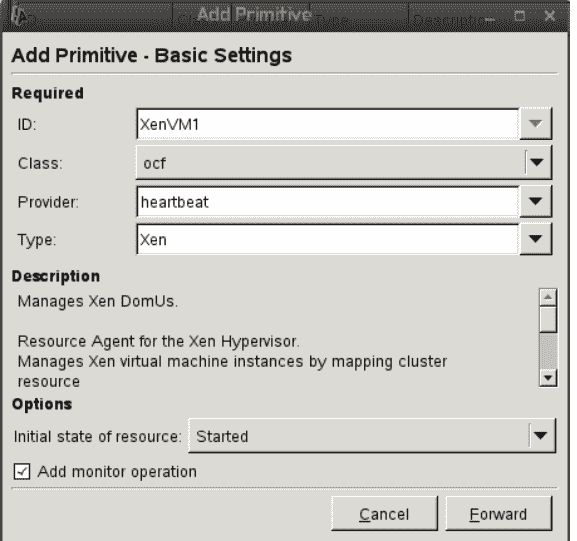 Add Primitive
Add Primitive - Basic Settings
Required
ID: XenVM1
Class: ocf
Provider: heartbeat
Type: Xen
Description
Manages Xen DomUs.
Resource Agent for the Xen Hypervisor.
Manages Xen virtual machine instances by mapping cluster
resource
Options
Initial state of resource: Started
Add monitor operation
Cancel Forward